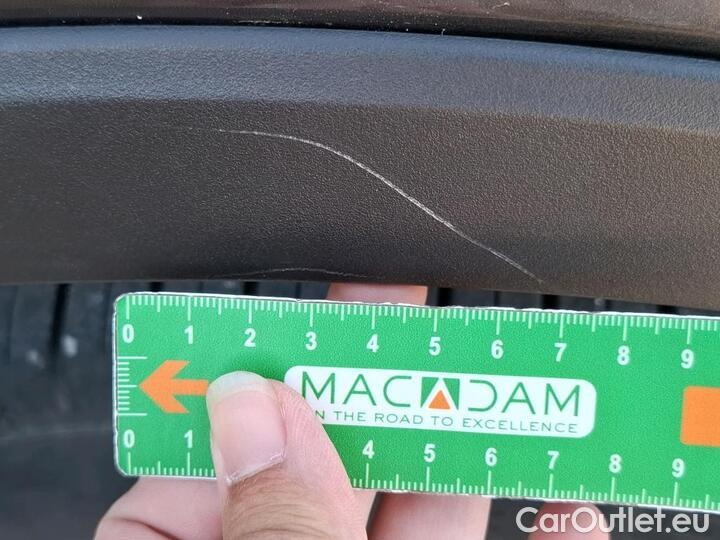 0 1 2 3 4 5 6 7 8 9
MACADAM
N THE ROAD TO EXCELLENCE
0 1 4 5 6 7 8 9
CarOutlet.eu